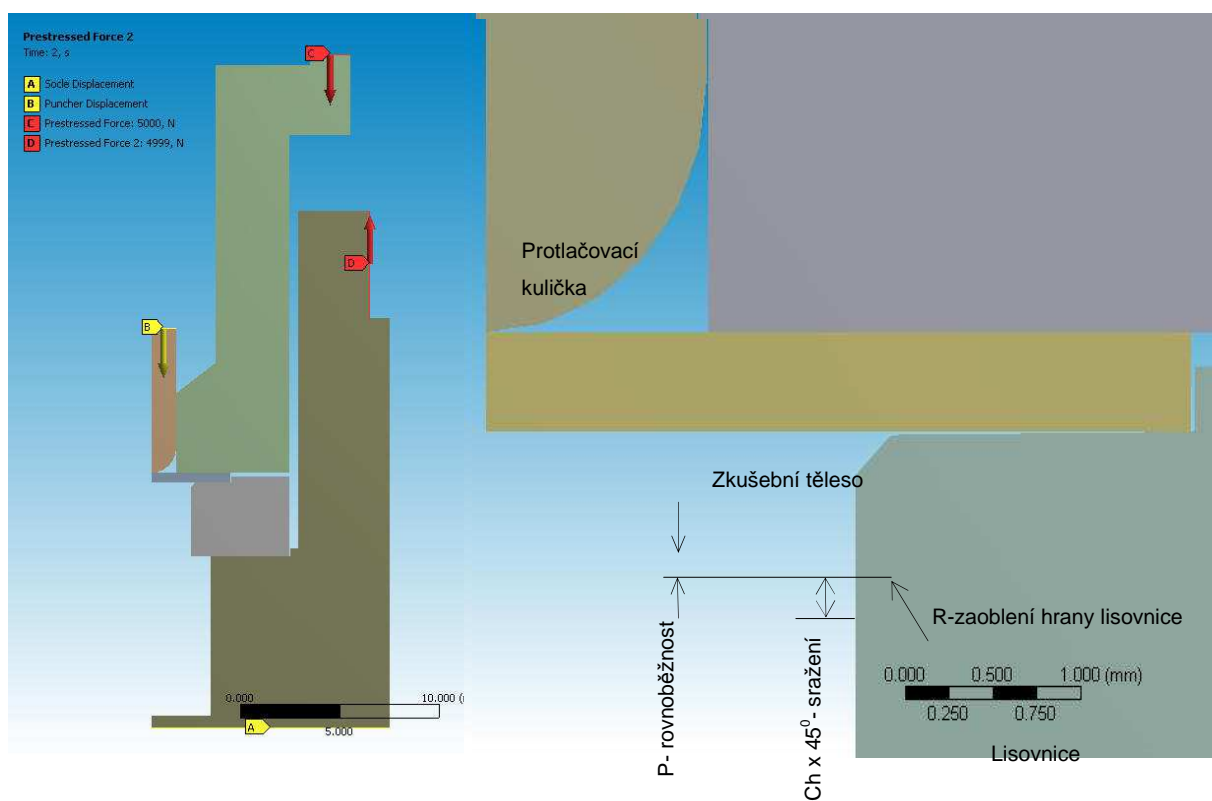 Prestressed Force 2
Time: 2, s
A Socle Displacement
B Puncher Displacement
C Prestressed Force: 5000, N
D Prestressed Force 2: 4999, N
C
D
B
0.000
10.000 (
5.000
A
Protlačovací
kulička
Zkušební těleso
P- rovnoběžnost
Ch x 45⁰- sražení
R-zaoblení hrany lisovnice
0.000 0.500 1.000 (mm)
0.250 0.750
Lisovnice